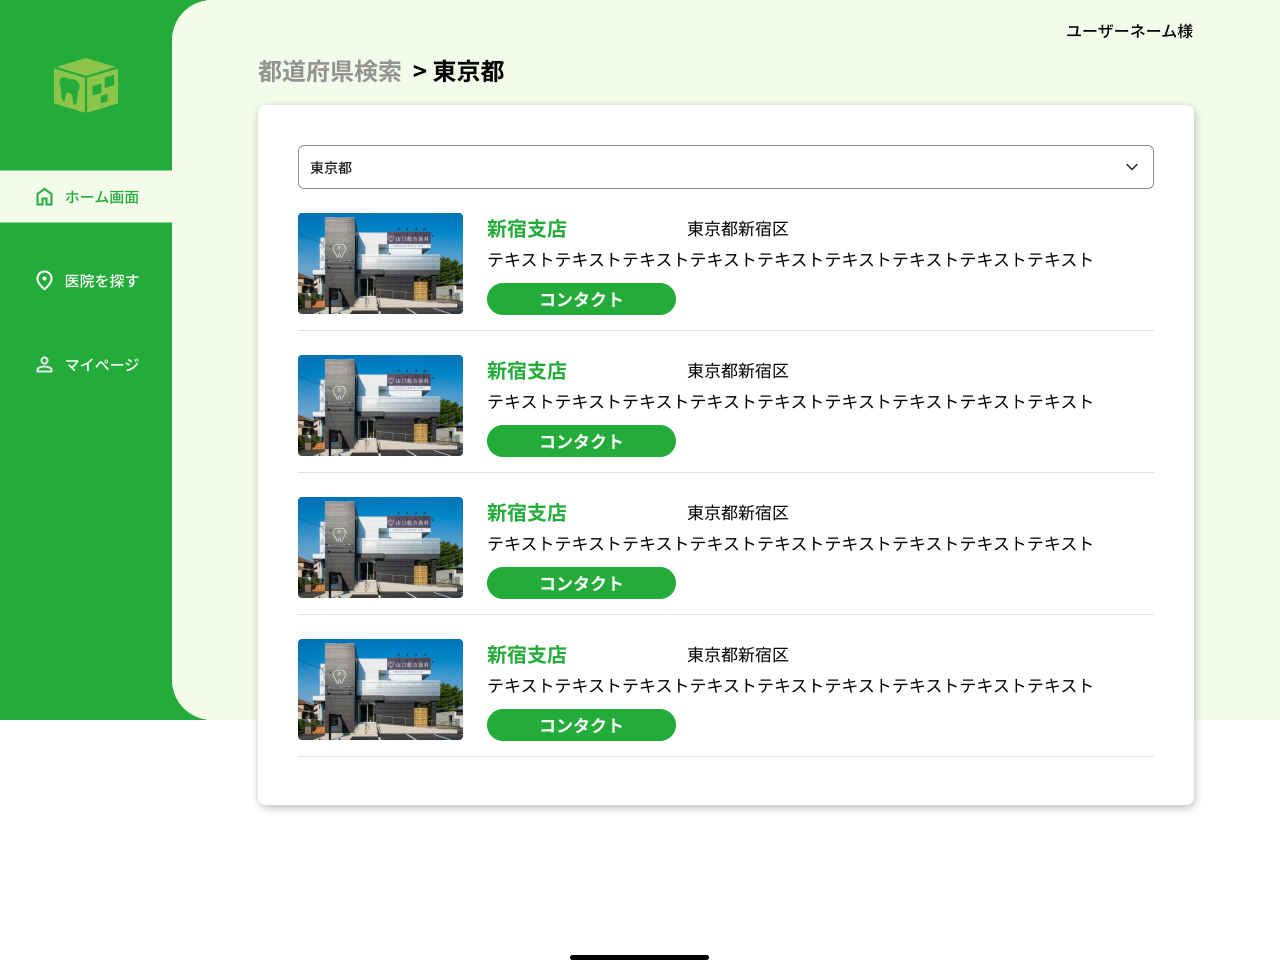 ユーザーネーム様
都道府県検索 > 東京都
ホーム画面
医院を探す
マイページ
東京都
新宿支店 東京都新宿区
テキストテキストテキストテキストテキストテキストテキストテキストテキスト
コンタクト
新宿支店 東京都新宿区
テキストテキストテキストテキストテキストテキストテキストテキストテキスト
コンタクト
新宿支店 東京都新宿区
テキストテキストテキストテキストテキストテキストテキストテキストテキスト
コンタクト
新宿支店 東京都新宿区
テキストテキストテキストテキストテキストテキストテキストテキストテキスト
コンタクト